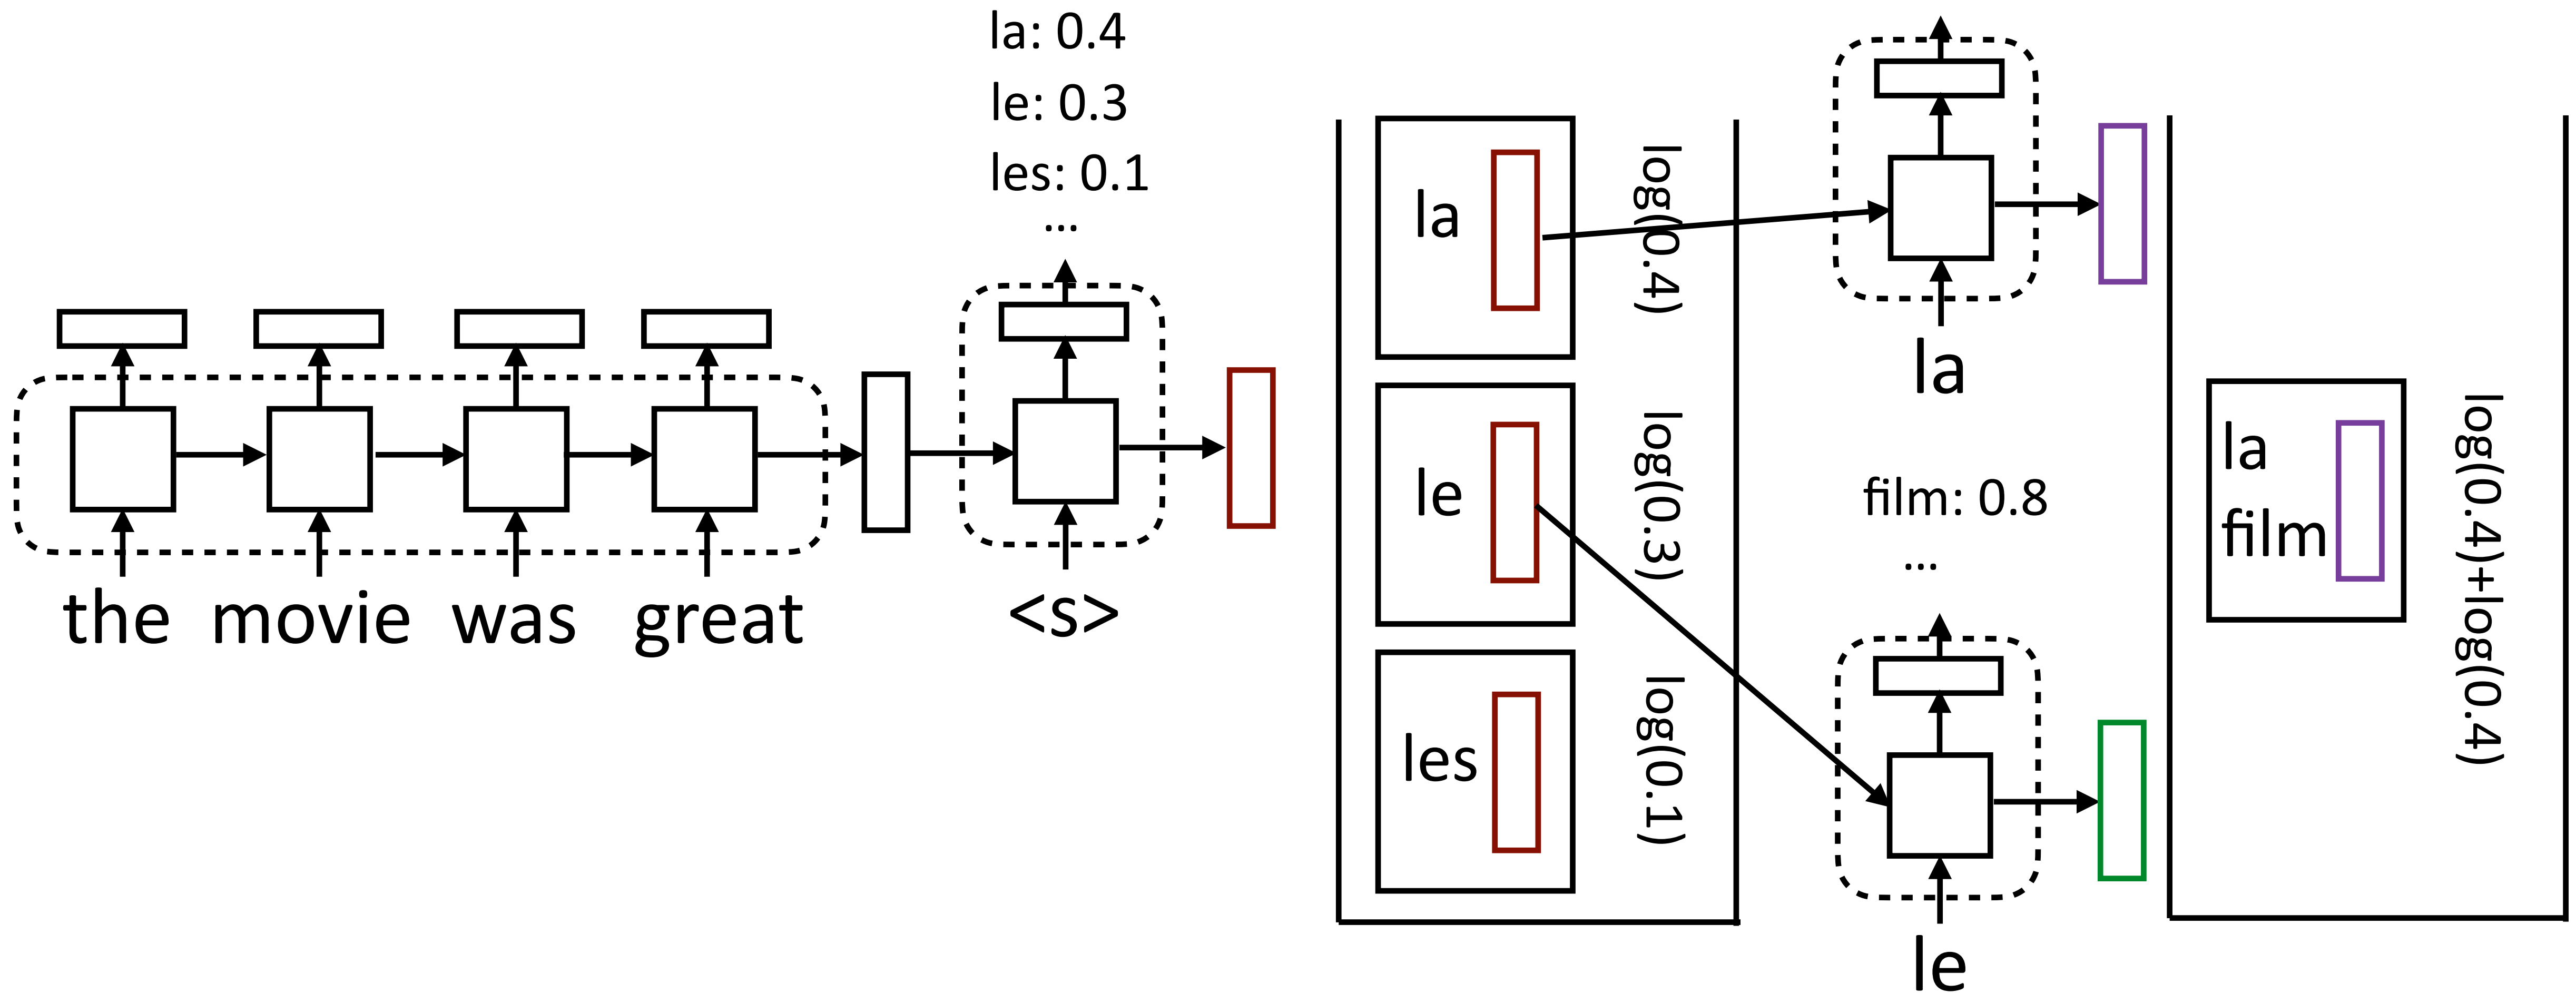 la: 0.4
le: 0.3
les: 0.1
...
the movie was great
<s>
la
log(0.4)
le
log(0.3)
les
log(0.1)
la
film: 0.8
...
le
la
film
log(0.4)+log(0.4)